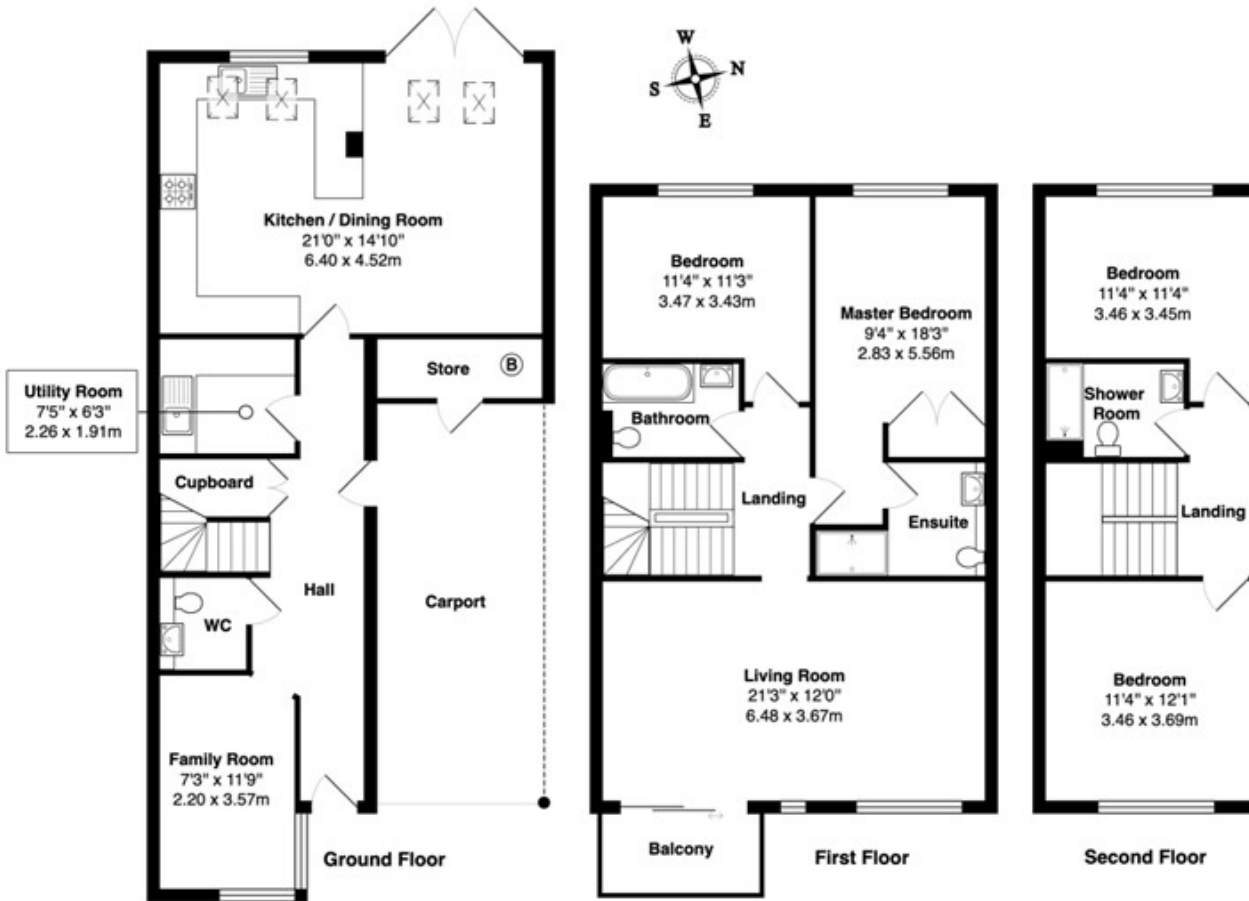 W
N
S
E
Kitchen / Dining Room
21'0" x 14'10"
6.40 x 4.52m
Utility Room
7'5" x 6'3"
2.26 x 1.91m
Store
B
Cupboard
Hall
WC
Carport
Family Room
7'3" x 11'9"
2.20 x 3.57m
Ground Floor
Bedroom
11'4" x 11'3"
3.47 x 3.43m
Master Bedroom
9'4" x 18'3"
2.83 x 5.56m
Bathroom
Landing
Ensuite
Living Room
21'3" x 12'0"
6.48 x 3.67m
Balcony
First Floor
Bedroom
11'4" x 11'4"
3.46 x 3.45m
Shower
Room
Landing
Bedroom
11'4" x 12'1"
3.46 x 3.69m
Second Floor